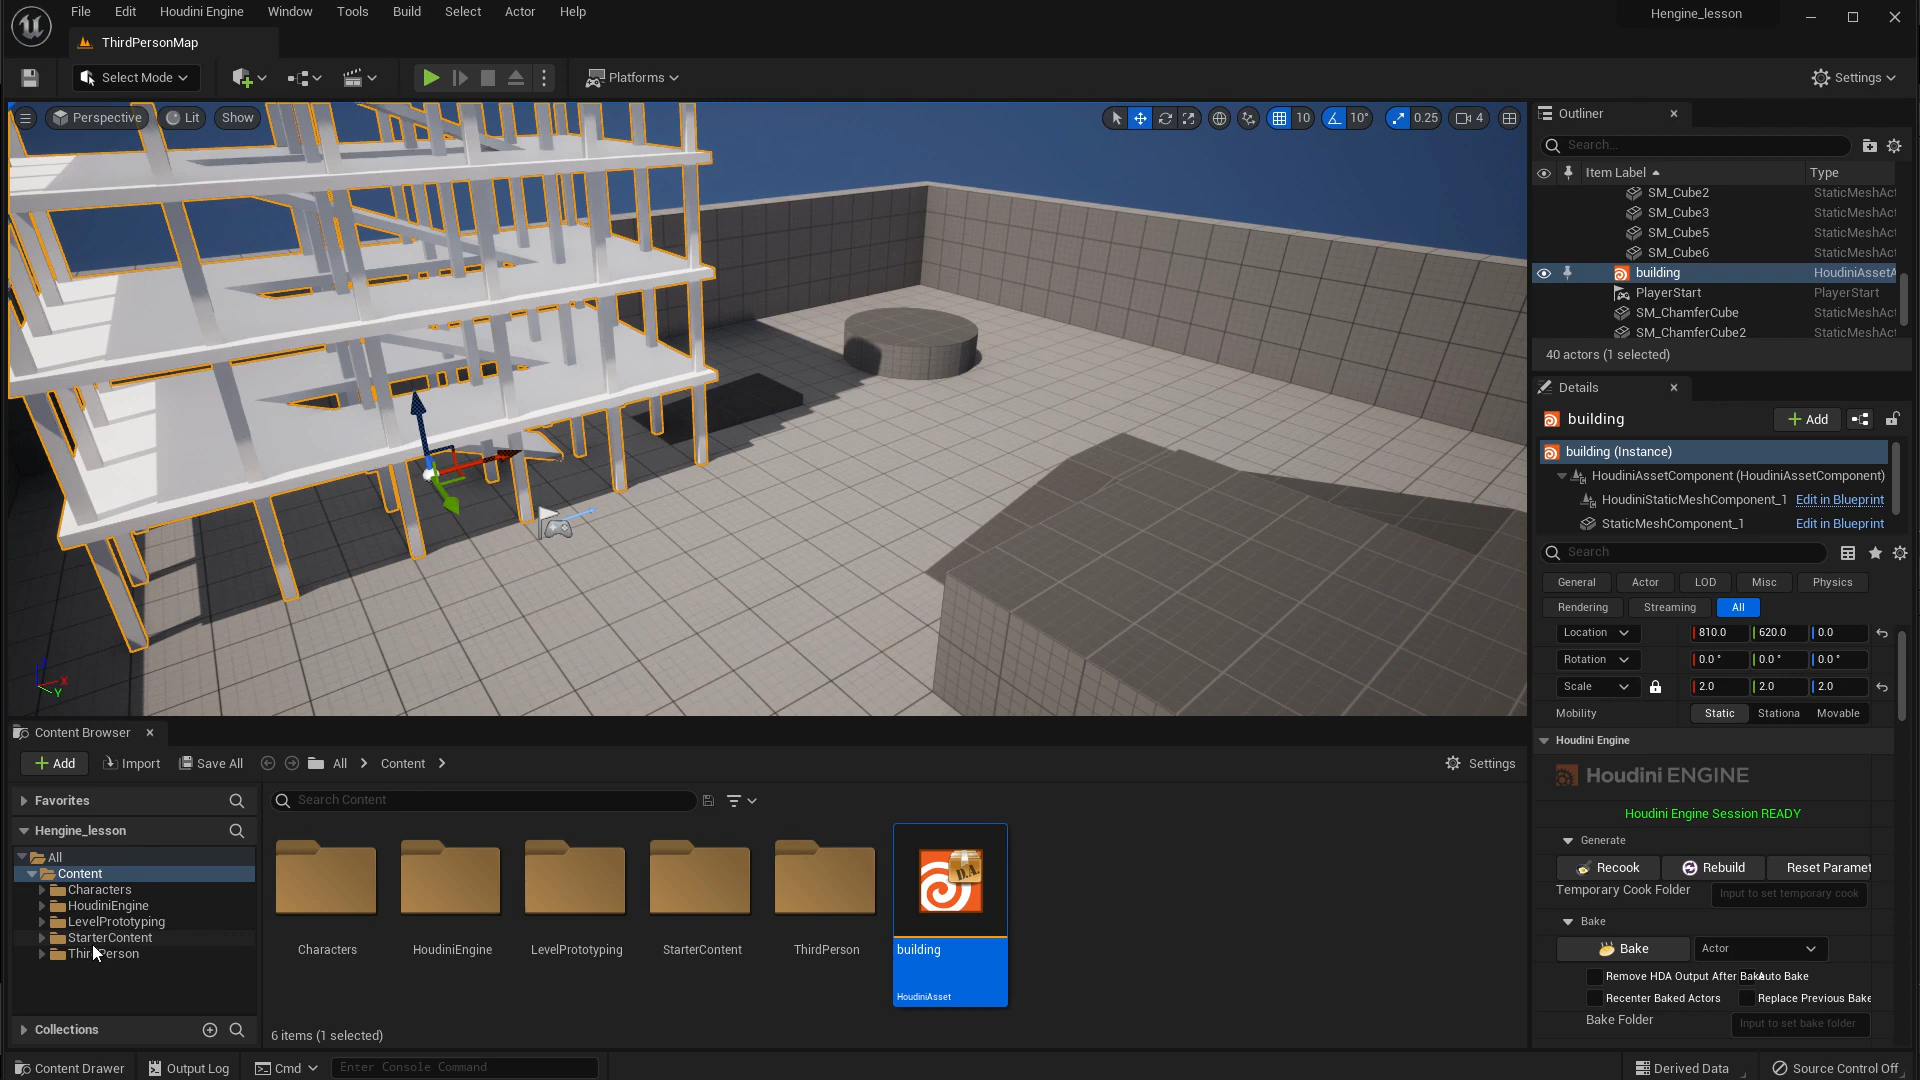 File Edit Houdini Engine Window Tools Build Select Actor Help
Hengine_lesson
ThirdPersonMap
Select Mode
Platforms
Settings
Perspective Lit Show
10 10° 0.25 4
Outliner
Search...
Item Label Type
SM_Cube2 StaticMeshAct
SM_Cube3 StaticMeshAct
SM_Cube5 StaticMeshAct
SM_Cube6 StaticMeshAct
building HoudiniAssetA
PlayerStart PlayerStart
SM_ChamferCube StaticMeshAct
SM_ChamferCube2 StaticMeshAct
40 actors (1 selected)
Details
building
Add
building (Instance)
HoudiniAssetComponent (HoudiniAssetComponent)
HoudiniStaticMeshComponent_1 Edit in Blueprint
StaticMeshComponent_1 Edit in Blueprint
Search
General Actor LOD Misc Physics
Rendering Streaming All
Location 810.0 620.0 0.0
Rotation 0.0 ° 0.0 ° 0.0 °
Scale 2.0 2.0 2.0
Mobility Static Stationa Movable
Houdini Engine
Houdini ENGINE
Houdini Engine Session READY
Generate
Recook Rebuild Reset Paramet
Temporary Cook Folder Input to set temporary cook
Bake
Bake Actor
Remove HDA Output After Bake Auto Bake
Recenter Baked Actors Replace Previous Bake
Bake Folder Input to set bake folder
X
Y
Content Browser
Add Import Save All All Content
Settings
Favorites
Search Content
Hengine_lesson
All
Content
Characters
HoudiniEngine
LevelPrototyping
StarterContent
ThirdPerson
Collections
D.A.
Characters HoudiniEngine LevelPrototyping StarterContent ThirdPerson building
HoudiniAsset
6 items (1 selected)
Content Drawer Output Log Cmd Enter Console Command
Derived Data Source Control Off